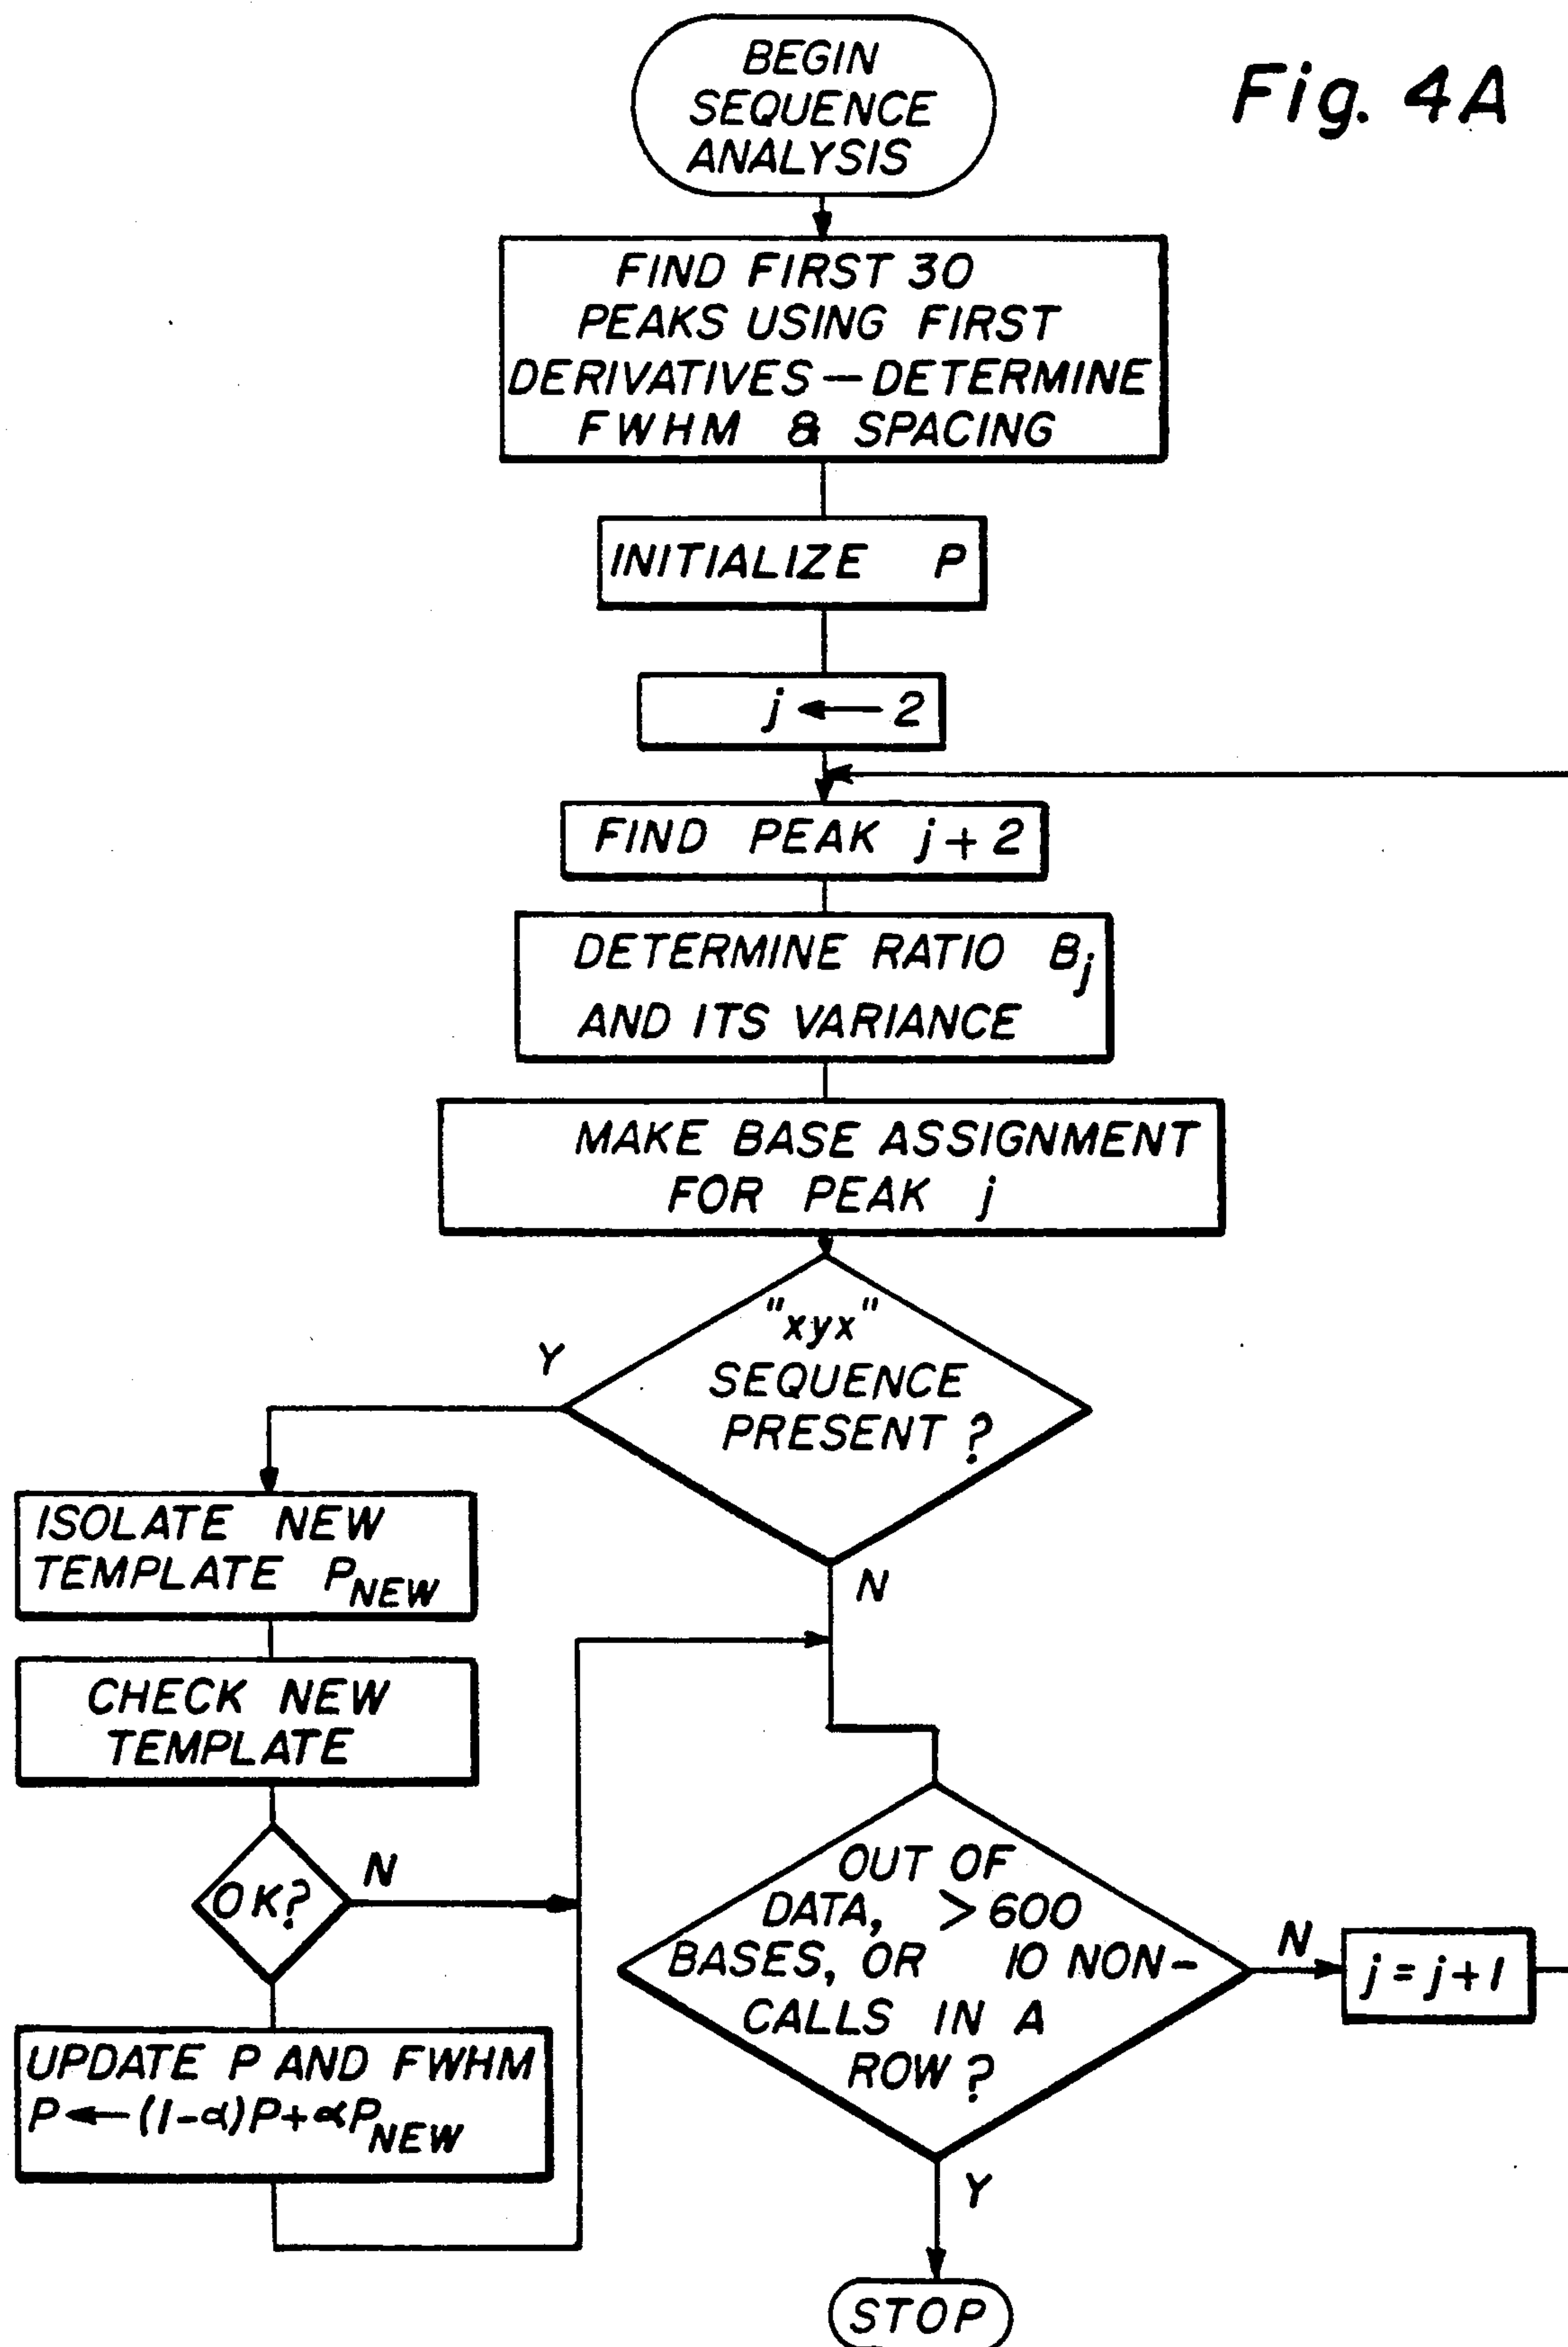 Fig. 4A
BEGIN
SEQUENCE
ANALYSIS
FIND FIRST 30
PEAKS USING FIRST
DERIVATIVES — DETERMINE
FWHM & SPACING
INITIALIZE P
j ← 2
FIND PEAK j + 2
DETERMINE RATIO Bj
AND ITS VARIANCE
MAKE BASE ASSIGNMENT
FOR PEAK j
"xyx"
SEQUENCE
PRESENT ?
Y
N
ISOLATE NEW
TEMPLATE PNEW
CHECK NEW
TEMPLATE
OK?
N
UPDATE P AND FWHM
P ← (1-α)P + αPNEW
OUT OF
DATA, > 600
BASES, OR 10 NON-
CALLS IN A
ROW ?
N
j = j + 1
Y
STOP